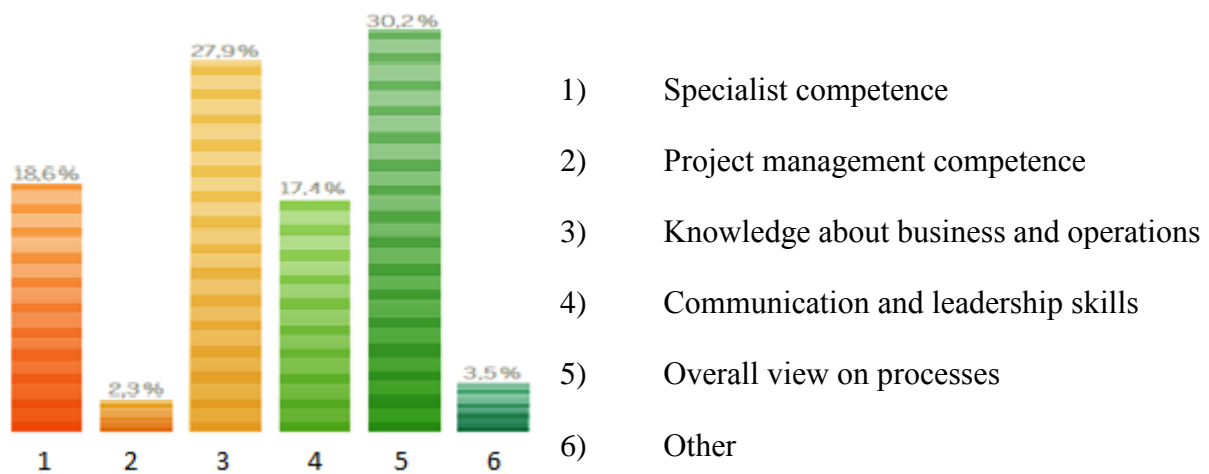 30,2%
27,9%
18,6%
17,4%
2,3%
3,5%
1 2 3 4 5 6
1) Specialist competence
2) Project management competence
3) Knowledge about business and operations
4) Communication and leadership skills
5) Overall view on processes
6) Other